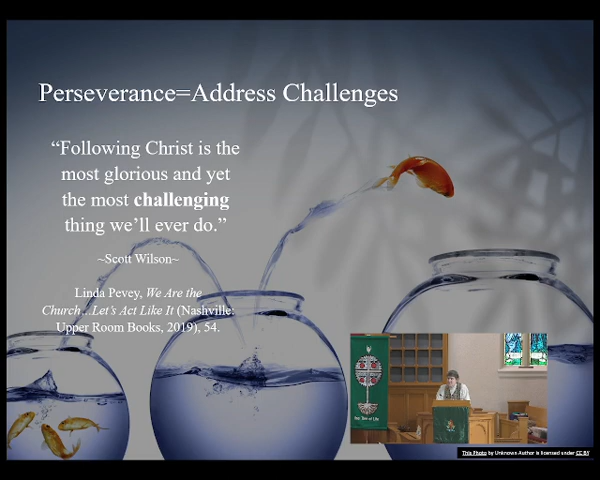 Perseverance=Address Challenges
“Following Christ is the
most glorious and yet
the most challenging
thing we’ll ever do.”
~Scott Wilson~
Linda Pevey, We Are the
Church...Let’s Act Like It (Nashville:
Upper Room Books, 2019), 54.
This Photo by Unknown Author is licensed under CC BY